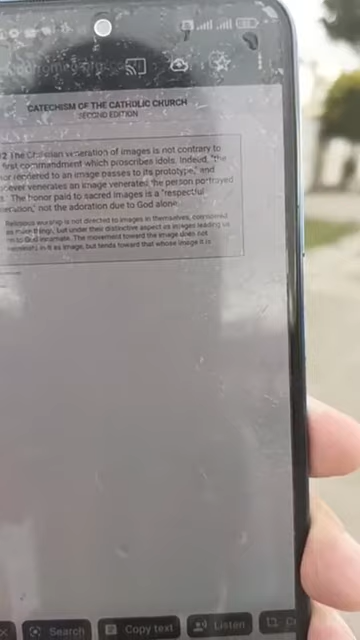 CATECHISM OF THE CATHOLIC CHURCH
SECOND EDITION
2 The Christian veneration of images is not contrary to
first commandment which proscribes idols. Indeed, "the
or rendered to an image passes to its prototype," and
oever venerates an image venerates the person portrayed
The honor paid to sacred images is a "respectful
veneration," not the adoration due to God alone
Religious worship is not directed to images in themselves, considered
as mere things, but under their distinctive aspect as images leading us
on to God incarnate. The movement toward the image does not
terminate in it as image, but tends toward that whose image it is
Search
Copy text
Listen